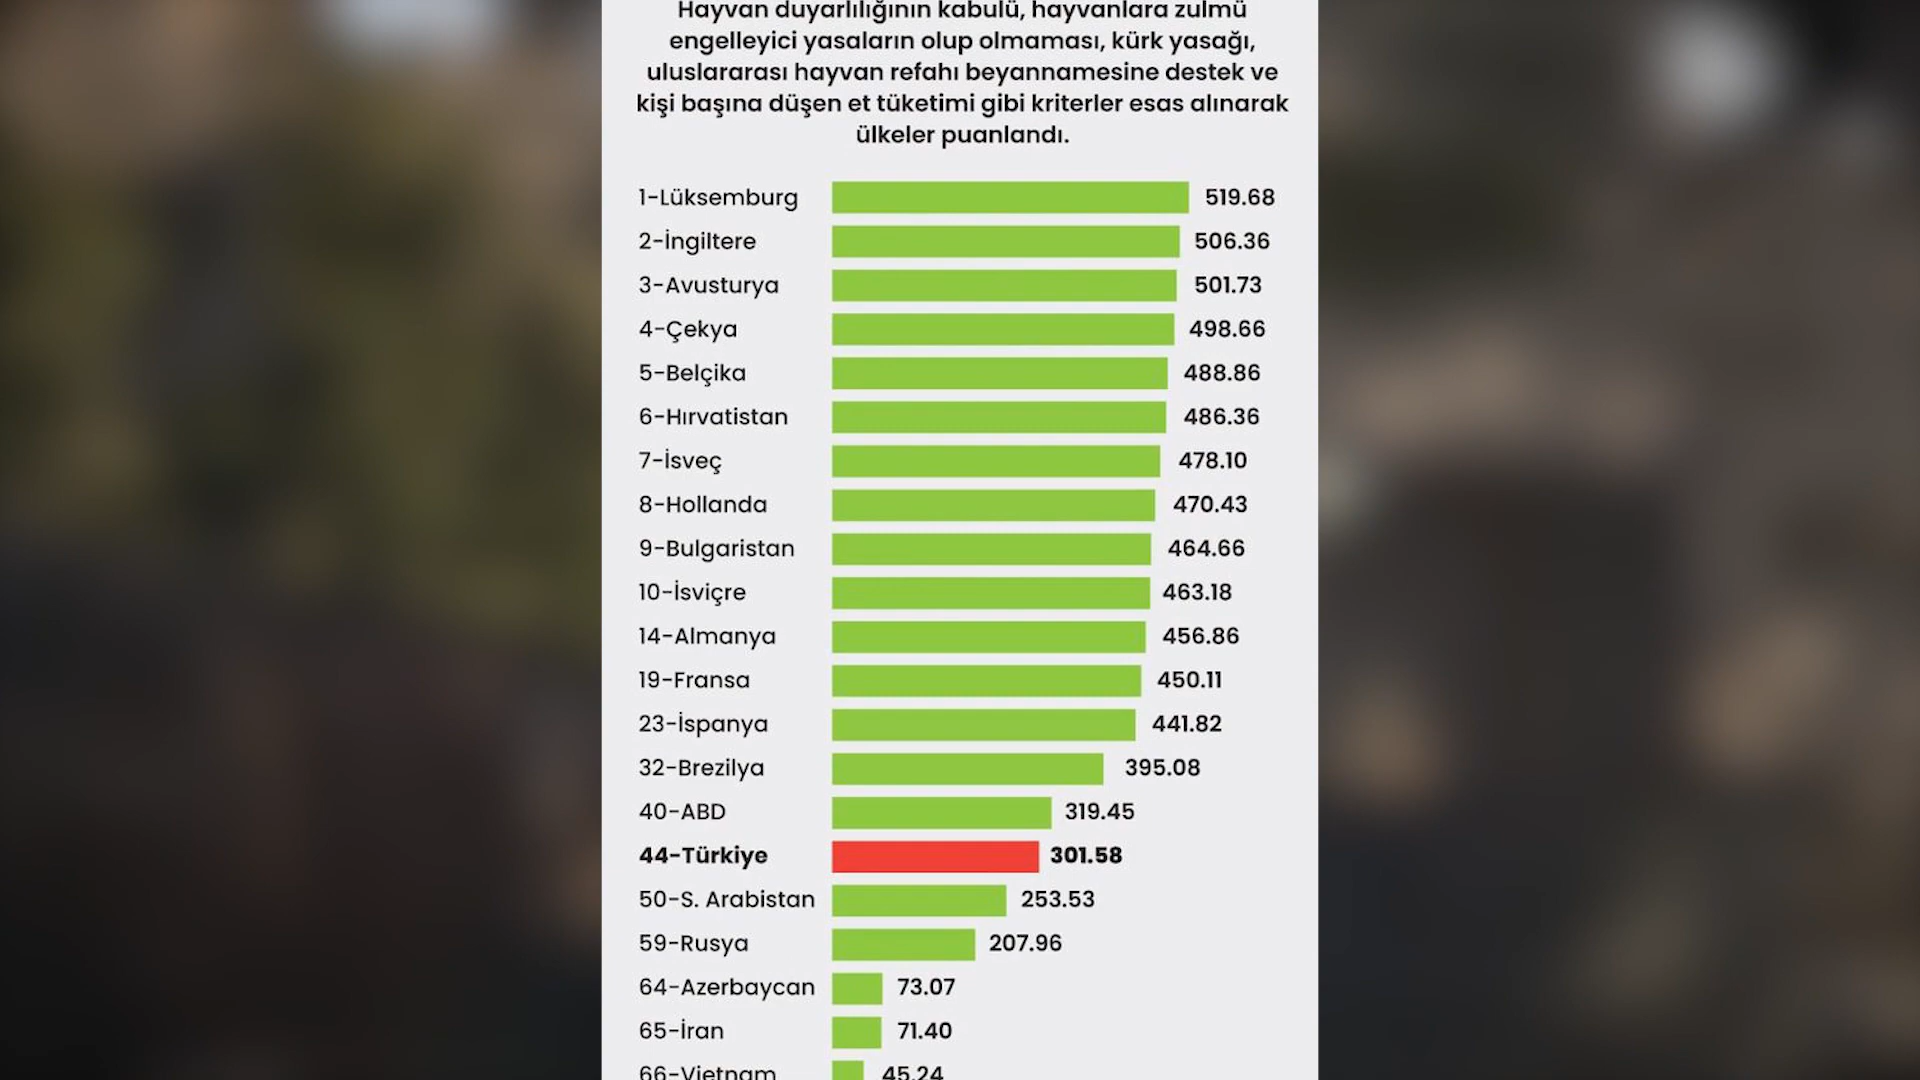 Hayvan duyarlılığının kabulü, hayvanlara zulmü
engelleyici yasaların olup olmaması, kürk yasağı,
uluslararası hayvan refahı beyannamesine destek ve
kişi başına düşen et tüketimi gibi kriterler esas alınarak
ülkeler puanlandı.
1-Lüksemburg 519.68
2-İngiltere 506.36
3-Avusturya 501.73
4-Çekya 498.66
5-Belçika 488.86
6-Hırvatistan 486.36
7-İsveç 478.10
8-Hollanda 470.43
9-Bulgaristan 464.66
10-İsviçre 463.18
14-Almanya 456.86
19-Fransa 450.11
23-İspanya 441.82
32-Brezilya 395.08
40-ABD 319.45
44-Türkiye 301.58
50-S. Arabistan 253.53
59-Rusya 207.96
64-Azerbaycan 73.07
65-İran 71.40
66-Vietnam 45.24